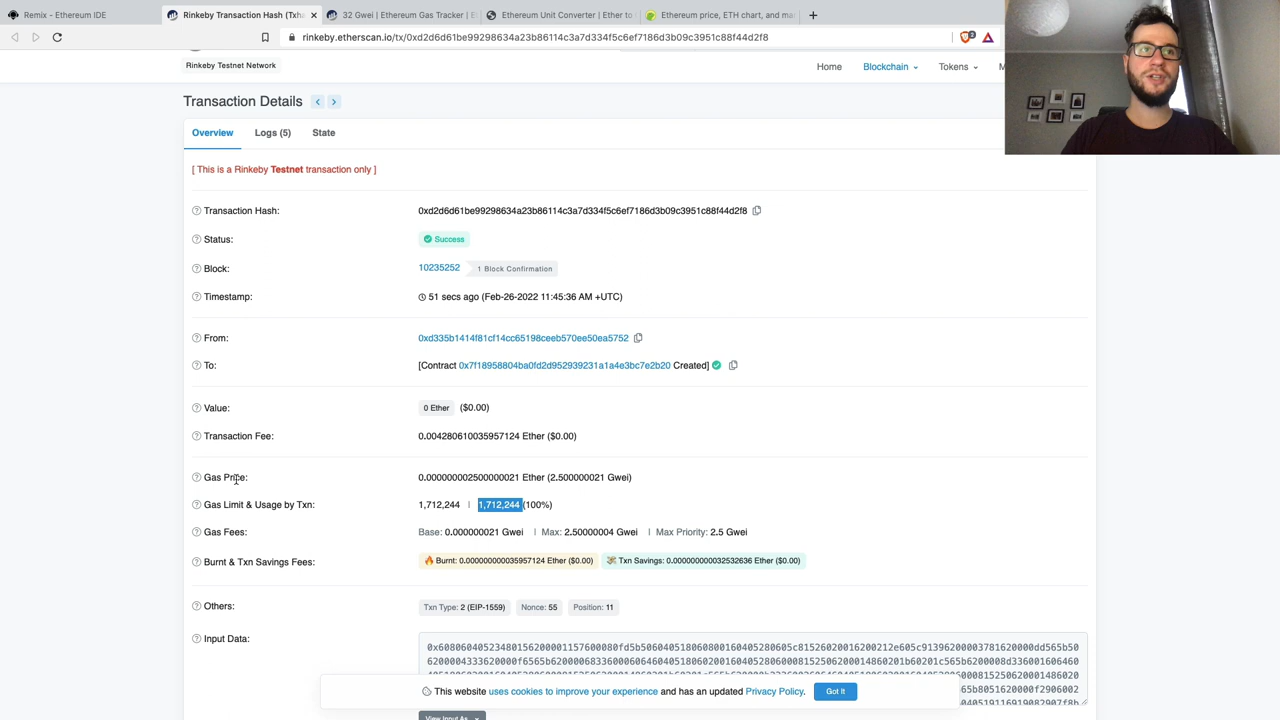 Remix - Ethereum IDE
Rinkeby Transaction Hash (Txha
32 Gwei | Ethereum Gas Tracker | E
Ethereum Unit Converter | Ether to
Ethereum price, ETH chart, and ma
rinkeby.etherscan.io/tx/0xd2d6d61be99298634a23b86114c3a7d334f5c6ef7186d3b09c3951c88f44d2f8
Rinkeby Testnet Network
Home Blockchain Tokens M
Transaction Details
Overview Logs (5) State
[ This is a Rinkeby Testnet transaction only ]
Transaction Hash: 0xd2d6d61be99298634a23b86114c3a7d334f5c6ef7186d3b09c3951c88f44d2f8
Status: Success
Block: 10235252 1 Block Confirmation
Timestamp: 51 secs ago (Feb-26-2022 11:45:36 AM +UTC)
From: 0xd335b1414f81cf14cc65198ceeb570ee50ea5752
To: [Contract 0x7f18958804ba0fd2d952939231a1a4e3bc7e2b20 Created]
Value: 0 Ether ($0.00)
Transaction Fee: 0.004280610035957124 Ether ($0.00)
Gas Price: 0.000000002500000021 Ether (2.500000021 Gwei)
Gas Limit & Usage by Txn: 1,712,244 | 1,712,244 (100%)
Gas Fees: Base: 0.000000021 Gwei | Max: 2.50000004 Gwei | Max Priority: 2.5 Gwei
Burnt & Txn Savings Fees: Burnt: 0.000000000035957124 Ether ($0.00) Txn Savings: 0.000000000032532636 Ether ($0.00)
Others: Txn Type: 2 (EIP-1559) Nonce: 55 Position: 11
Input Data:
This website uses cookies to improve your experience and has an updated Privacy Policy. Got It
View Input As